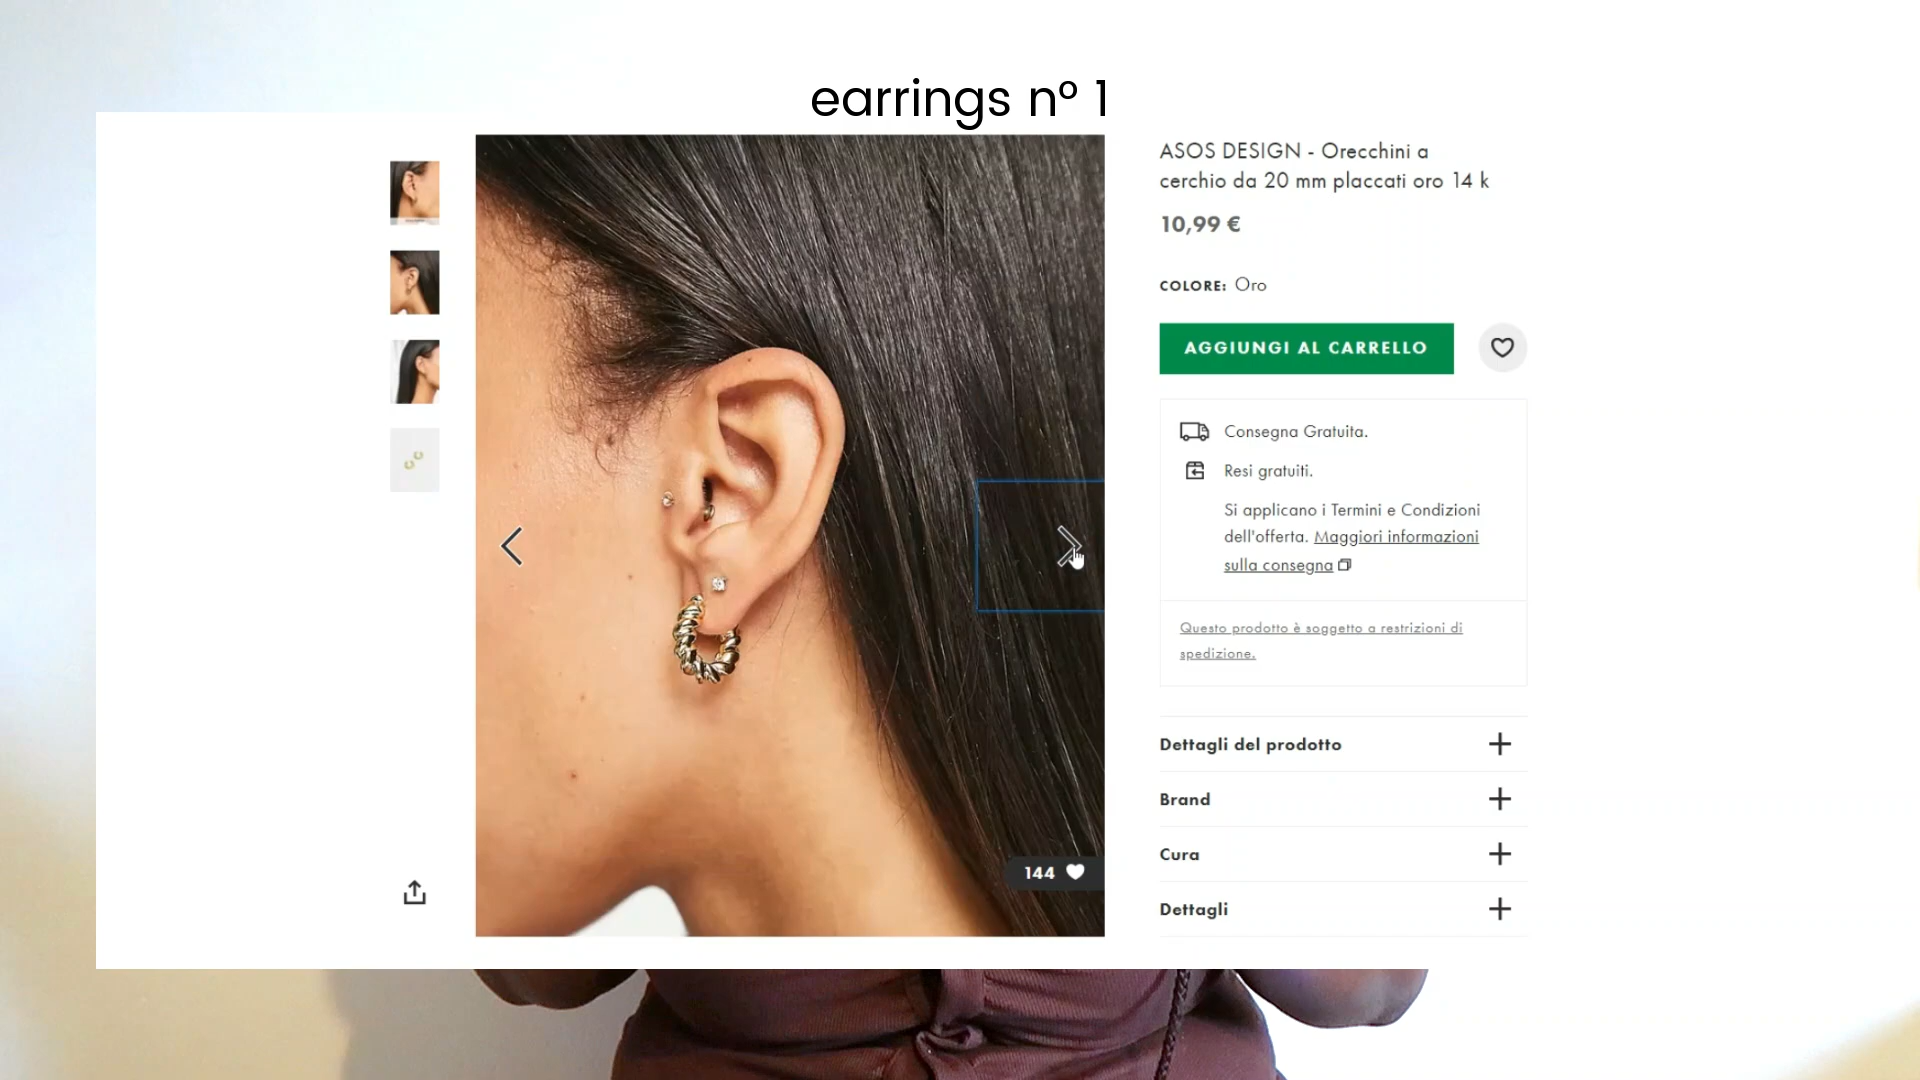 earrings nº 1
ASOS DESIGN - Orecchini a
cerchio da 20 mm placcati oro 14 k
10,99 €
COLORE: Oro
AGGIUNGI AL CARRELLO
Consegna Gratuita.
Resi gratuiti.
Si applicano i Termini e Condizioni
dell'offerta. Maggiori informazioni
sulla consegna
Questo prodotto è soggetto a restrizioni di
spedizione.
144
Dettagli del prodotto
Brand
Cura
Dettagli